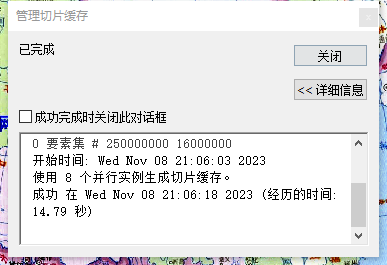 管理切片缓存
已完成
关闭
<< 详细信息
成功完成时关闭此对话框
0 要素集 # 250000000 16000000
开始时间: Wed Nov 08 21:06:03 2023
使用 8 个并行实例生成切片缓存。
成功 在 Wed Nov 08 21:06:18 2023 (经历的时间:
14.79 秒)